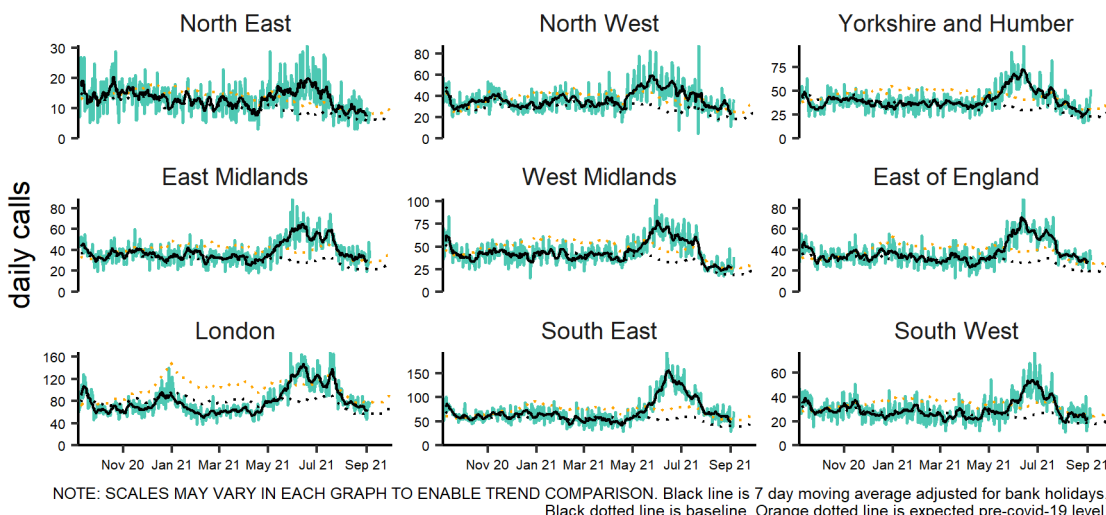 North East
North West
Yorkshire and Humber
30
20
10
0
80
60
40
20
0
75
50
25
0
East Midlands
West Midlands
East of England
80
60
40
20
0
100
75
50
25
0
80
60
40
20
0
daily calls
London
South East
South West
160
120
80
40
0
150
100
50
0
60
40
20
0
Nov 20 Jan 21 Mar 21 May 21 Jul 21 Sep 21
Nov 20 Jan 21 Mar 21 May 21 Jul 21 Sep 21
Nov 20 Jan 21 Mar 21 May 21 Jul 21 Sep 21
NOTE: SCALES MAY VARY IN EACH GRAPH TO ENABLE TREND COMPARISON. Black line is 7 day moving average adjusted for bank holidays.
Black dotted line is baseline. Orange dotted line is expected pre-covid-19 level